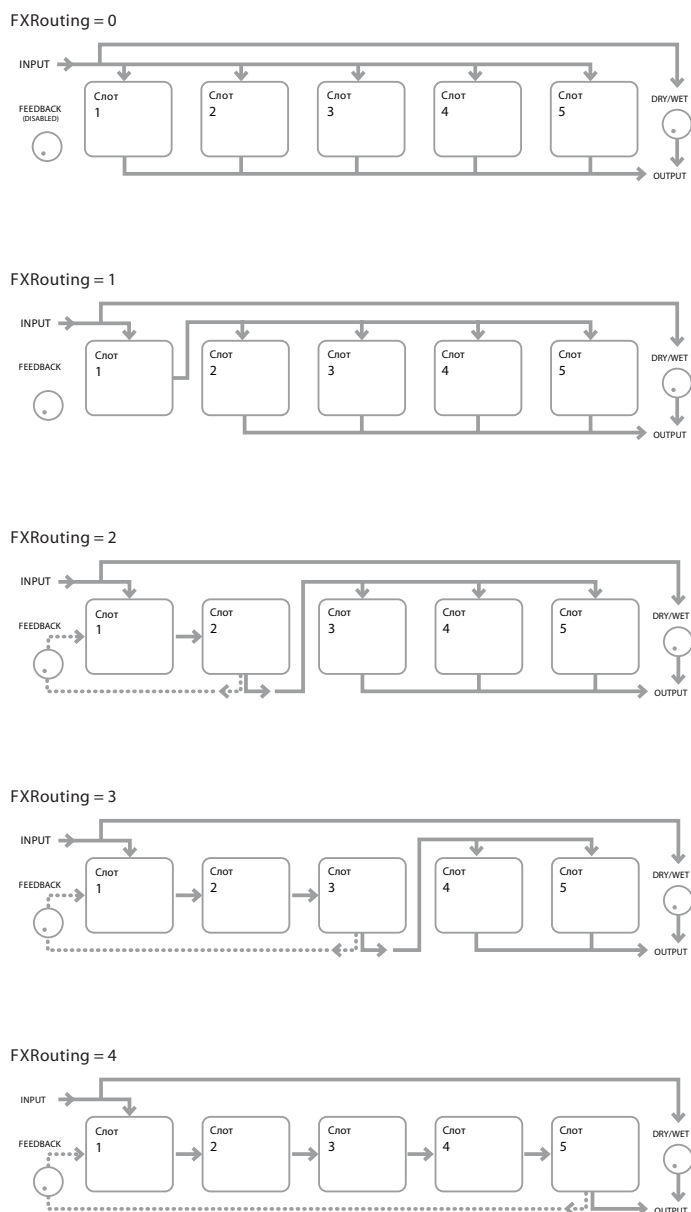 FXRouting = 0
INPUT
FEEDBACK
(DISABLED)
Слот
1
Слот
2
Слот
3
Слот
4
Слот
5
DRY/WET
OUTPUT
FXRouting = 1
INPUT
FEEDBACK
Слот
1
Слот
2
Слот
3
Слот
4
Слот
5
DRY/WET
OUTPUT
FXRouting = 2
INPUT
FEEDBACK
Слот
1
Слот
2
Слот
3
Слот
4
Слот
5
DRY/WET
OUTPUT
FXRouting = 3
INPUT
FEEDBACK
Слот
1
Слот
2
Слот
3
Слот
4
Слот
5
DRY/WET
OUTPUT
FXRouting = 4
INPUT
FEEDBACK
Слот
1
Слот
2
Слот
3
Слот
4
Слот
5
DRY/WET
OUTPUT